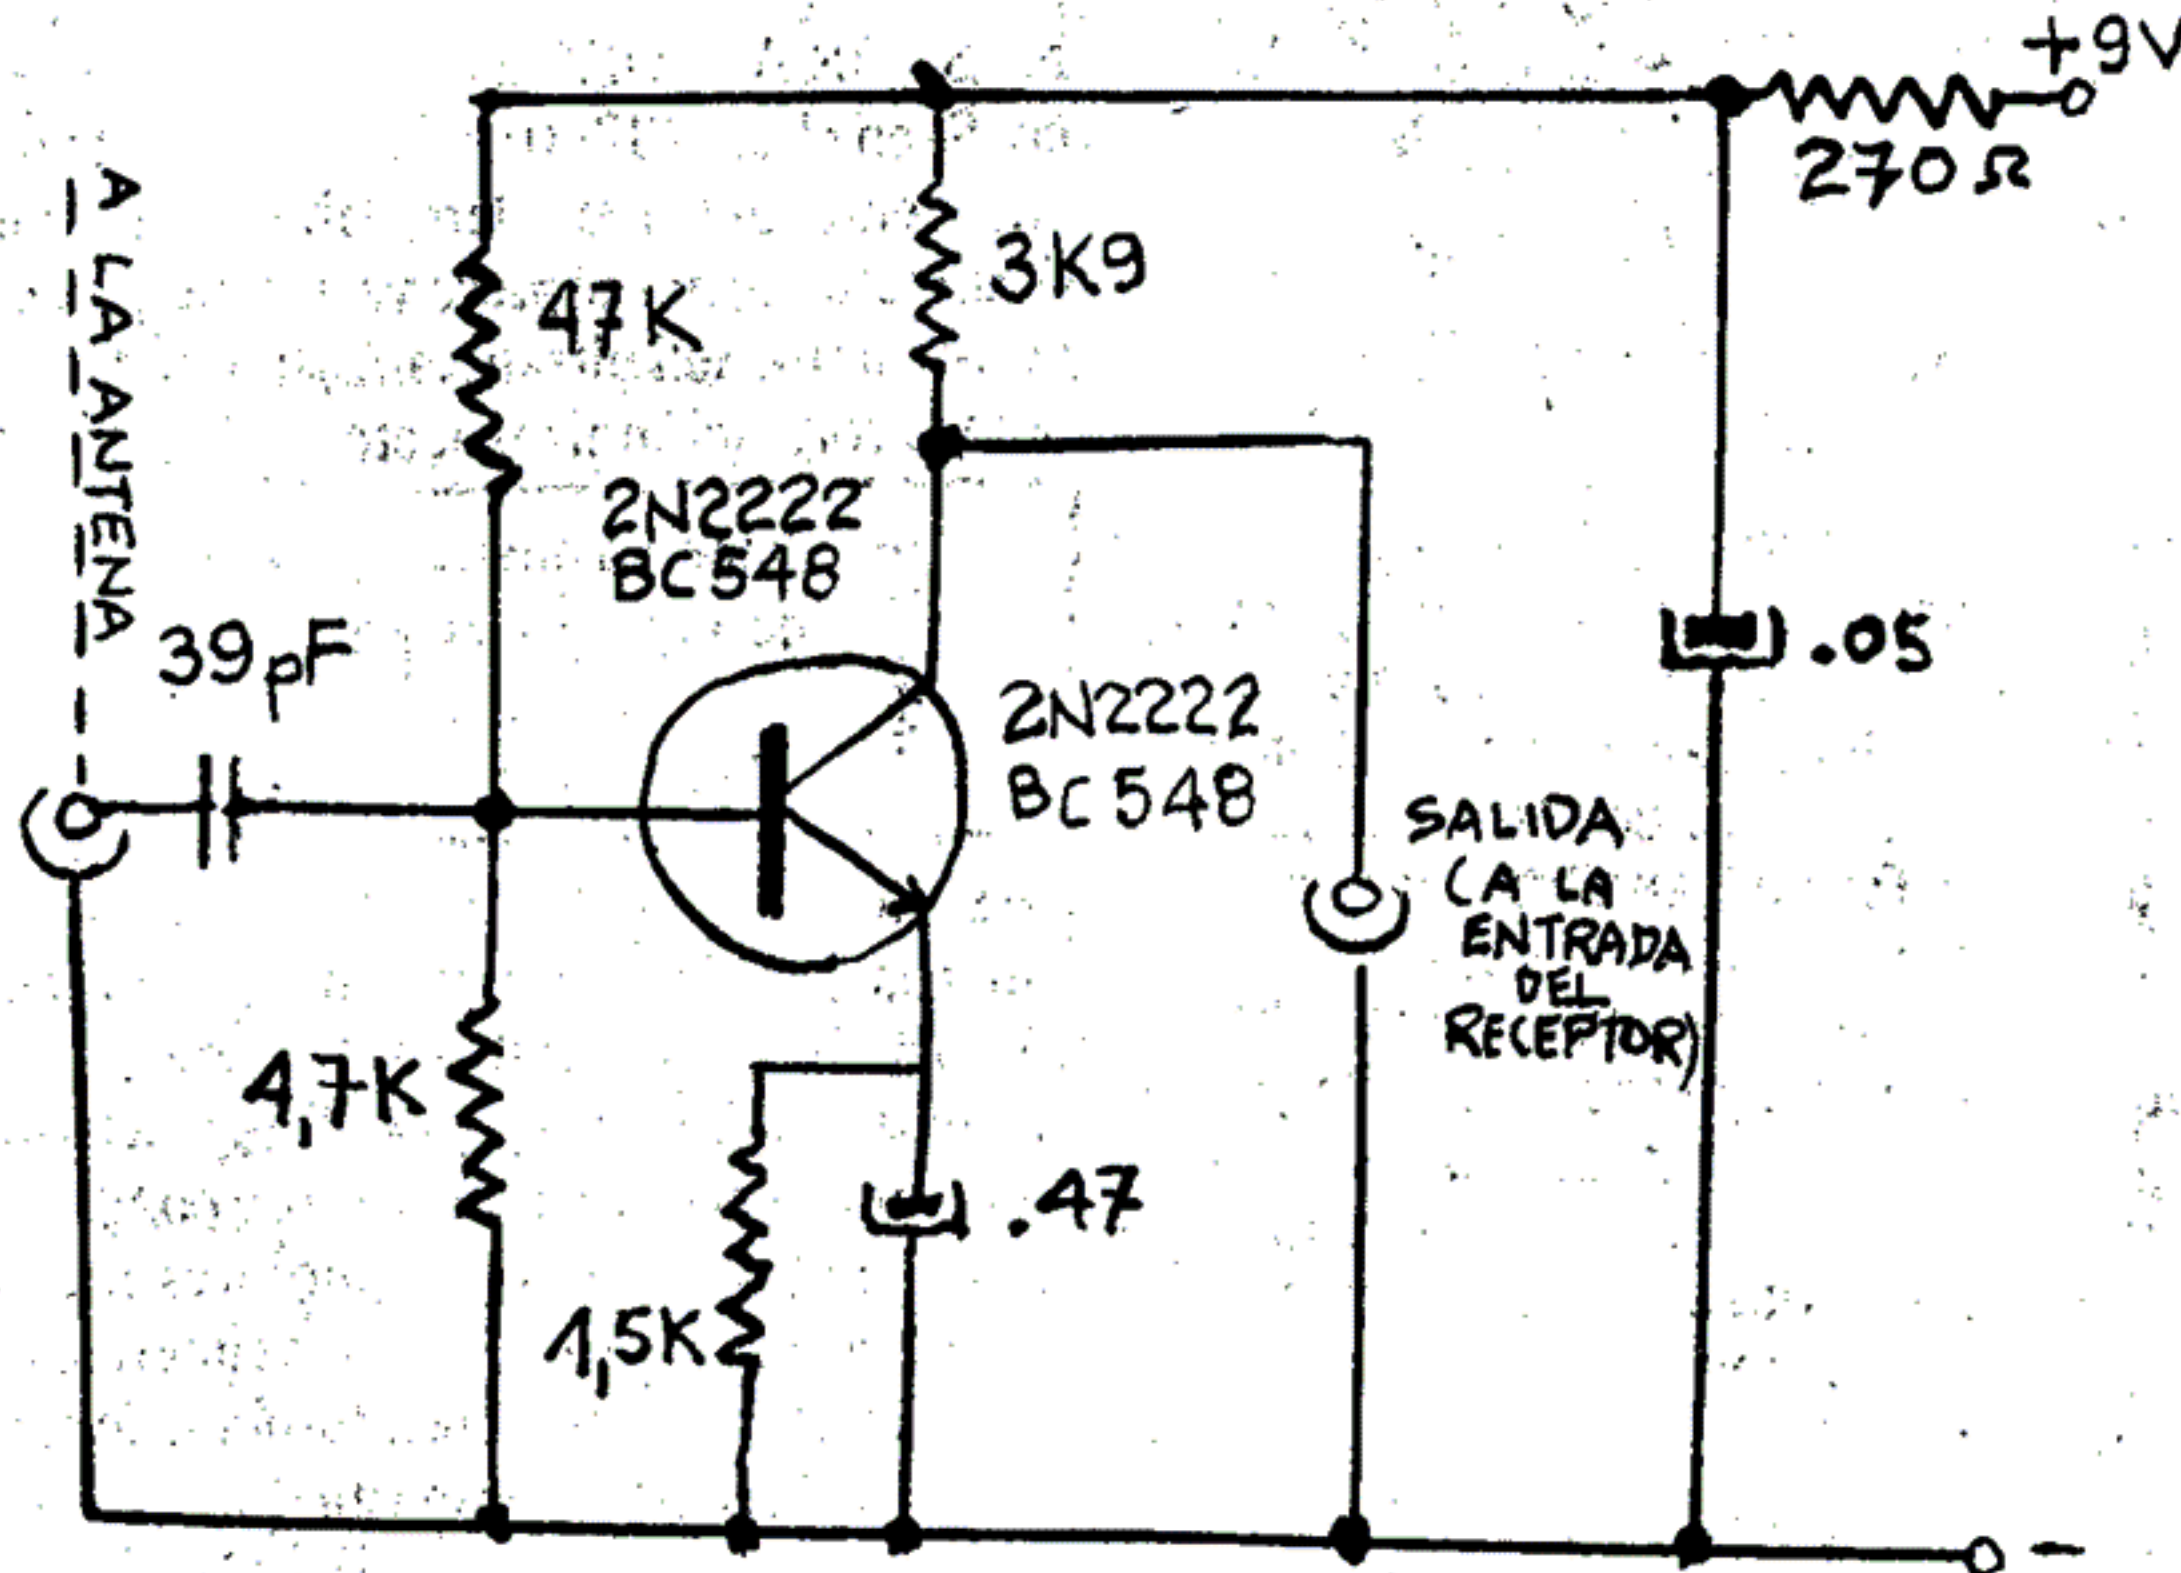 +9V
270Ω
A LA ANTENA
3K9
47K
2N2222
BC548
39pF
.05
2N2222
BC548
SALIDA
(A LA
ENTRADA
DEL
RECEPTOR)
4,7K
.47
1,5K
-